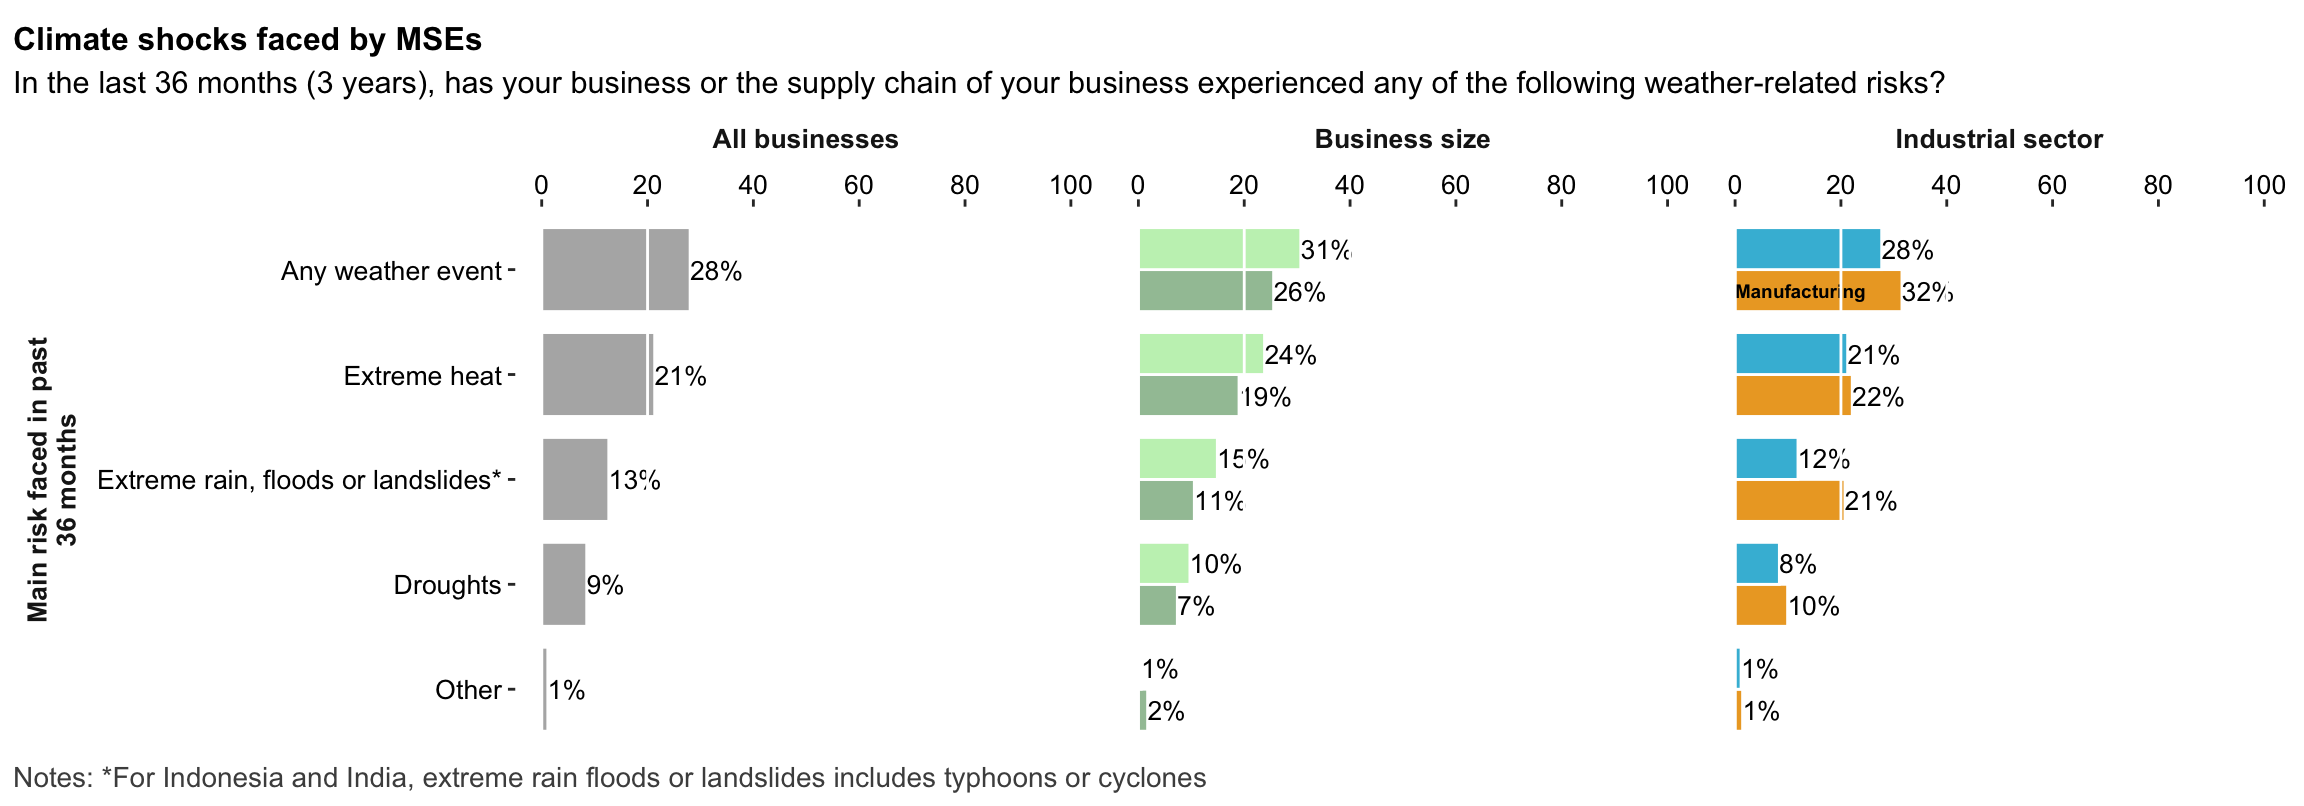 Climate shocks faced by MSEs
In the last 36 months (3 years), has your business or the supply chain of your business experienced any of the following weather-related risks?
All businesses
Business size
Industrial sector
0 20 40 60 80 100
0 20 40 60 80 100
0 20 40 60 80 100
Main risk faced in past
36 months
Any weather event
28%
31%
26%
28%
Manufacturing
32%
Extreme heat
21%
24%
19%
21%
22%
Extreme rain, floods or landslides*
13%
15%
11%
12%
21%
Droughts
9%
10%
7%
8%
10%
Other
1%
1%
2%
1%
1%
Notes: *For Indonesia and India, extreme rain floods or landslides includes typhoons or cyclones